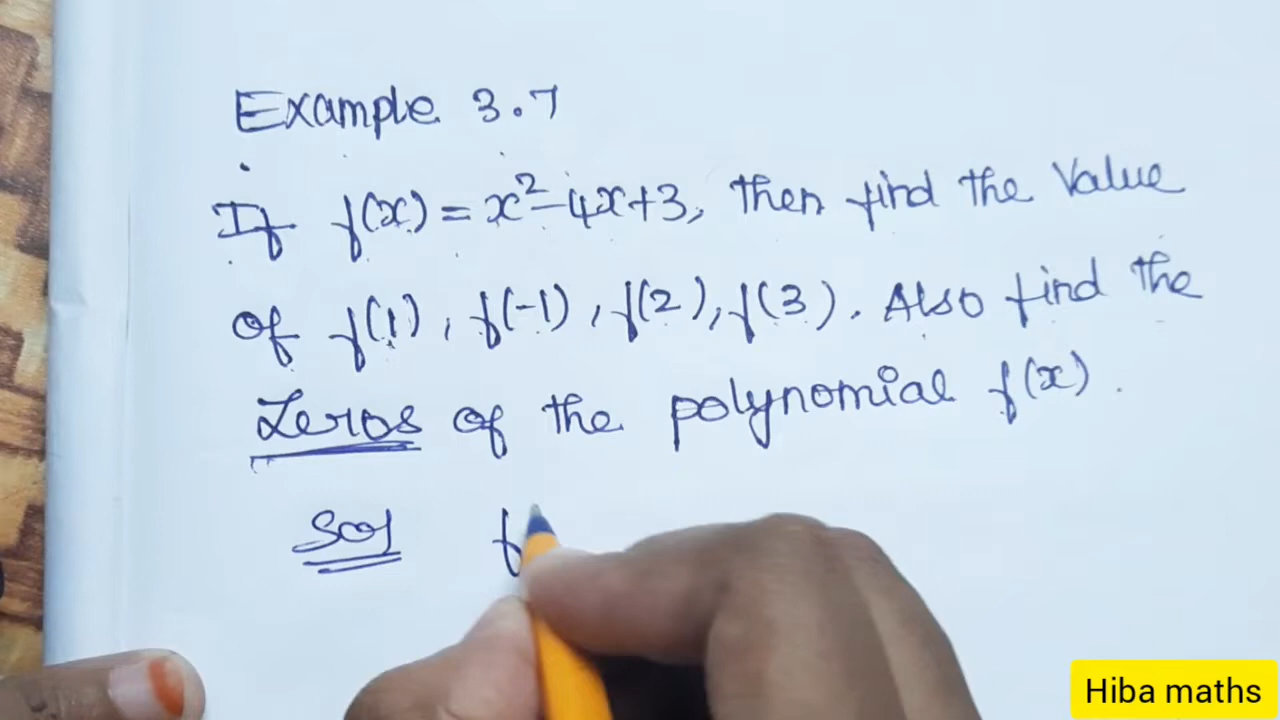 Example 3.7
If f(x) = x² - 4x + 3, then find the Value
of f(1), f(-1), f(2), f(3). Also find the
Zeros of the polynomial f(x).
Sol f
Hiba maths